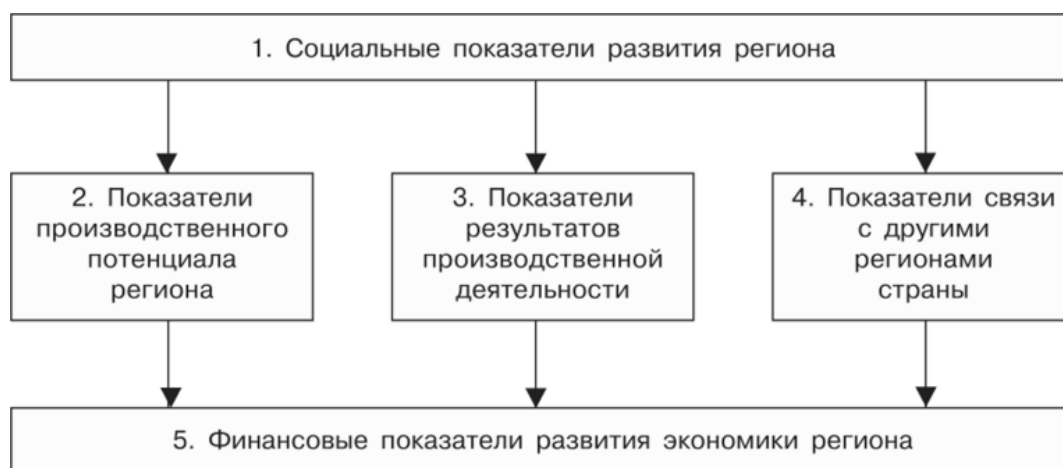 1. Социальные показатели развития региона
2. Показатели
производственного
потенциала
региона
3. Показатели
результатов
производственной
деятельности
4. Показатели связи
с другими
регионами
страны
5. Финансовые показатели развития экономики региона